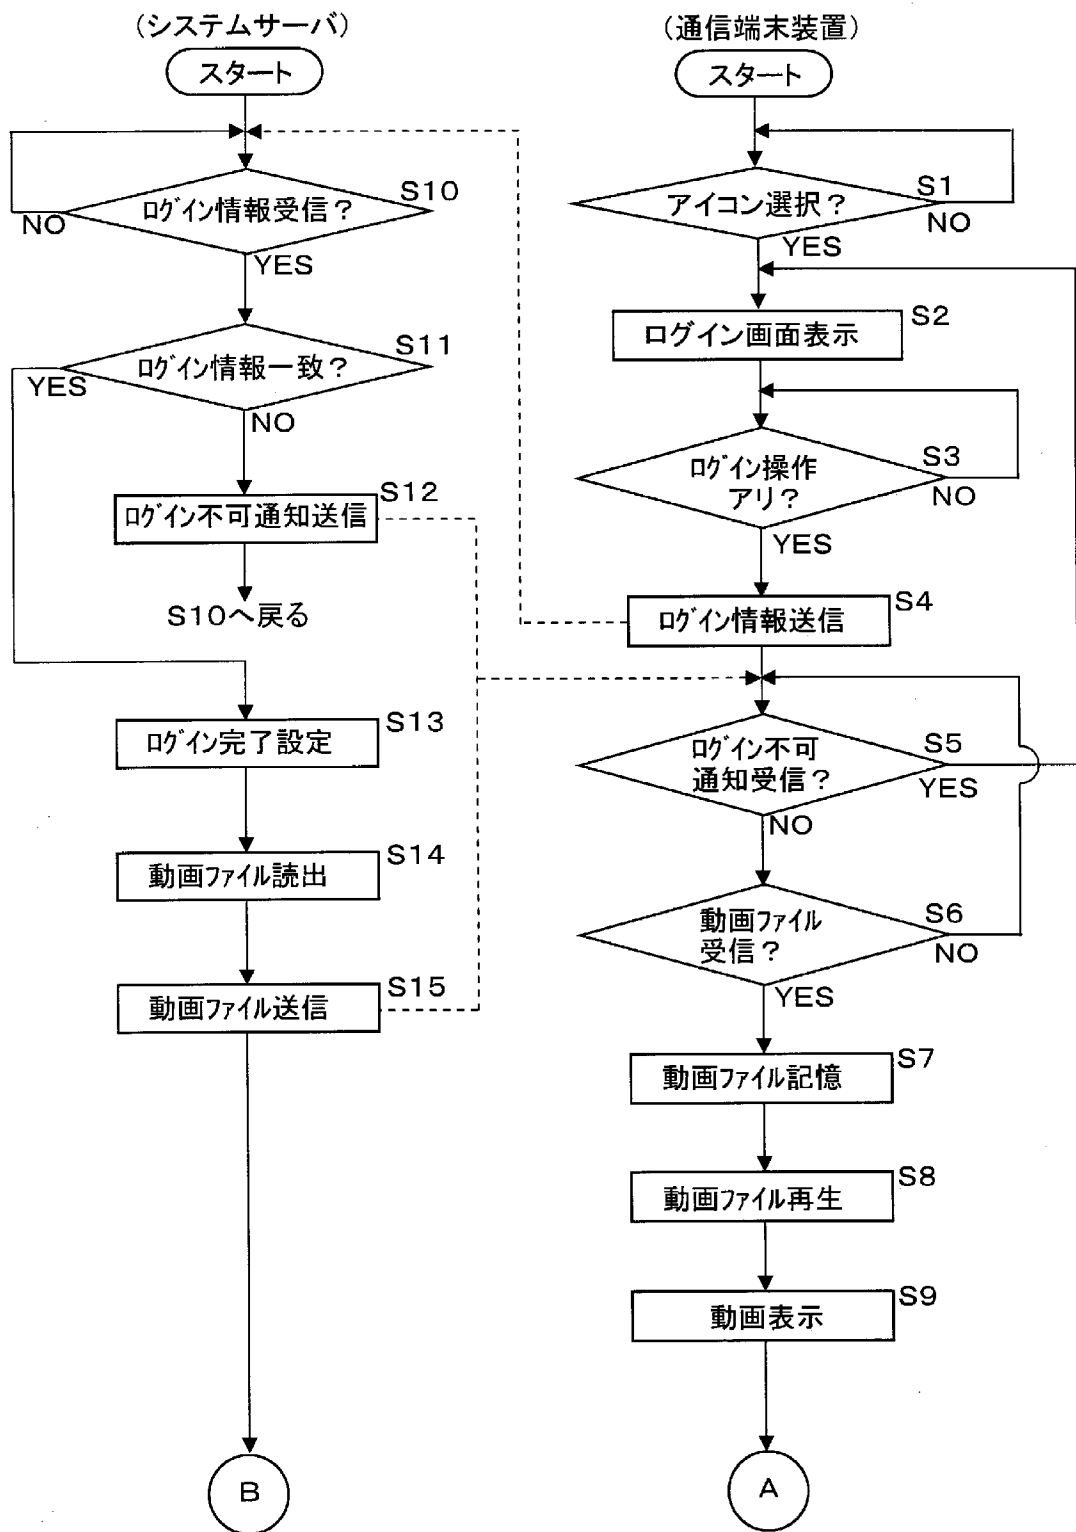 (システムサーバ)
スタート
S10
ログイン情報受信?
NO
YES
S11
ログイン情報一致?
YES
NO
S12
ログイン不可通知送信
S10へ戻る
S13
ログイン完了設定
S14
動画ファイル読出
S15
動画ファイル送信
B
(通信端末装置)
スタート
S1
アイコン選択?
NO
YES
S2
ログイン画面表示
S3
ログイン操作
アリ?
NO
YES
S4
ログイン情報送信
S5
ログイン不可
通知受信?
YES
NO
S6
動画ファイル
受信?
NO
YES
S7
動画ファイル記憶
S8
動画ファイル再生
S9
動画表示
A